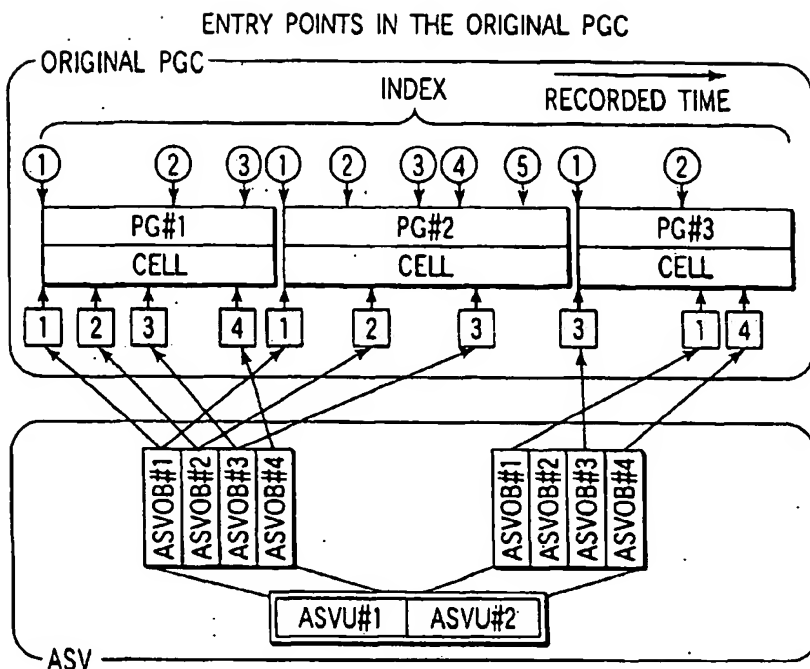 ENTRY POINTS IN THE ORIGINAL PGC
ORIGINAL PGC
INDEX
RECORDED TIME
1 2 3 1 2 3 4 5 1 2
PG#1 PG#2 PG#3
CELL CELL CELL
1 2 3 4 1 2 3 3 1 4
ASVOB#1 ASVOB#2 ASVOB#3 ASVOB#4 ASVOB#1 ASVOB#2 ASVOB#3 ASVOB#4
ASVU#1 ASVU#2
ASV